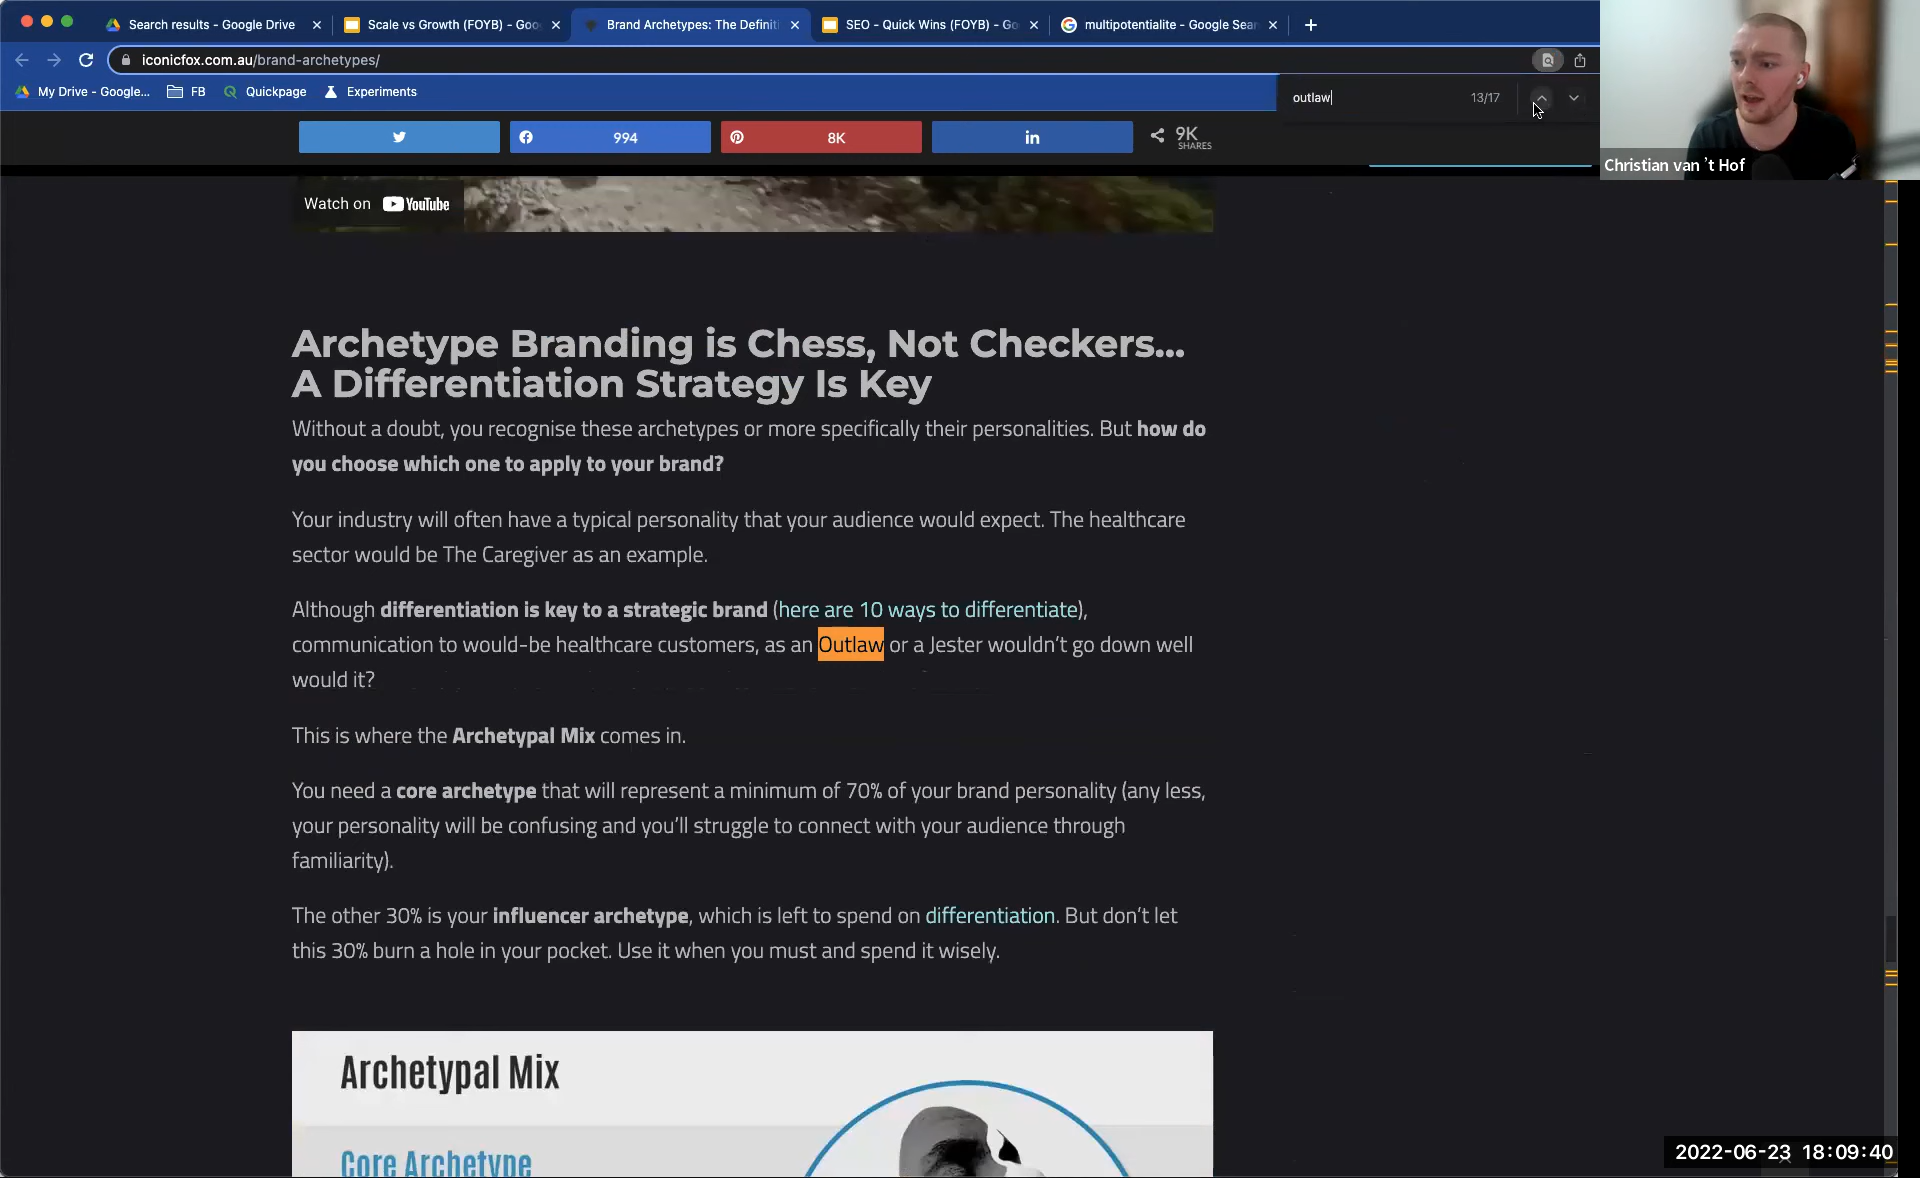 Search results - Google Drive
Scale vs Growth (FOYB) - Goo
Brand Archetypes: The Definiti
SEO - Quick Wins (FOYB) - Go
multipotentialite - Google Sear
iconicfox.com.au/brand-archetypes/
My Drive - Google...
FB
Quickpage
Experiments
outlaw
13/17
994
8K
in
9K
SHARES
Christian van 't Hof
Watch on YouTube
Archetype Branding is Chess, Not Checkers...
A Differentiation Strategy Is Key
Without a doubt, you recognise these archetypes or more specifically their personalities. But how do
you choose which one to apply to your brand?
Your industry will often have a typical personality that your audience would expect. The healthcare
sector would be The Caregiver as an example.
Although differentiation is key to a strategic brand (here are 10 ways to differentiate),
communication to would-be healthcare customers, as an Outlaw or a Jester wouldn't go down well
would it?
This is where the Archetypal Mix comes in.
You need a core archetype that will represent a minimum of 70% of your brand personality (any less,
your personality will be confusing and you'll struggle to connect with your audience through
familiarity).
The other 30% is your influencer archetype, which is left to spend on differentiation. But don't let
this 30% burn a hole in your pocket. Use it when you must and spend it wisely.
Archetypal Mix
Core Archetype
2022-06-23 18:09:40